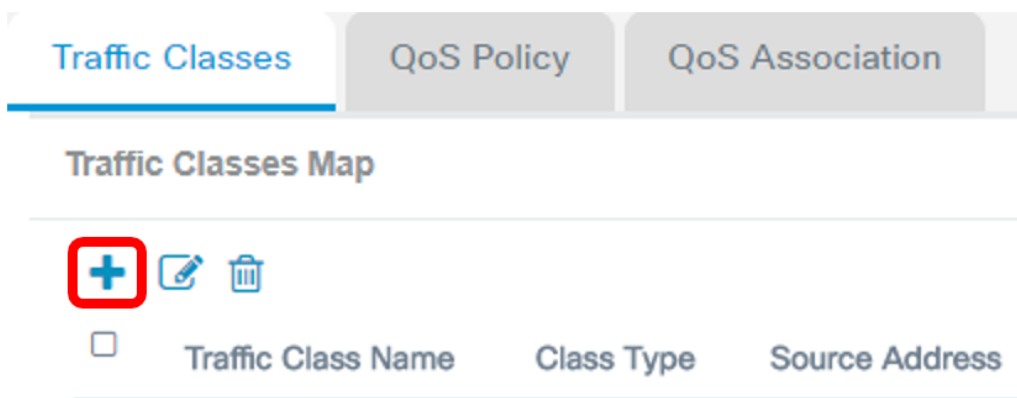 Traffic Classes QoS Policy QoS Association
Traffic Classes Map
Traffic Class Name Class Type Source Address